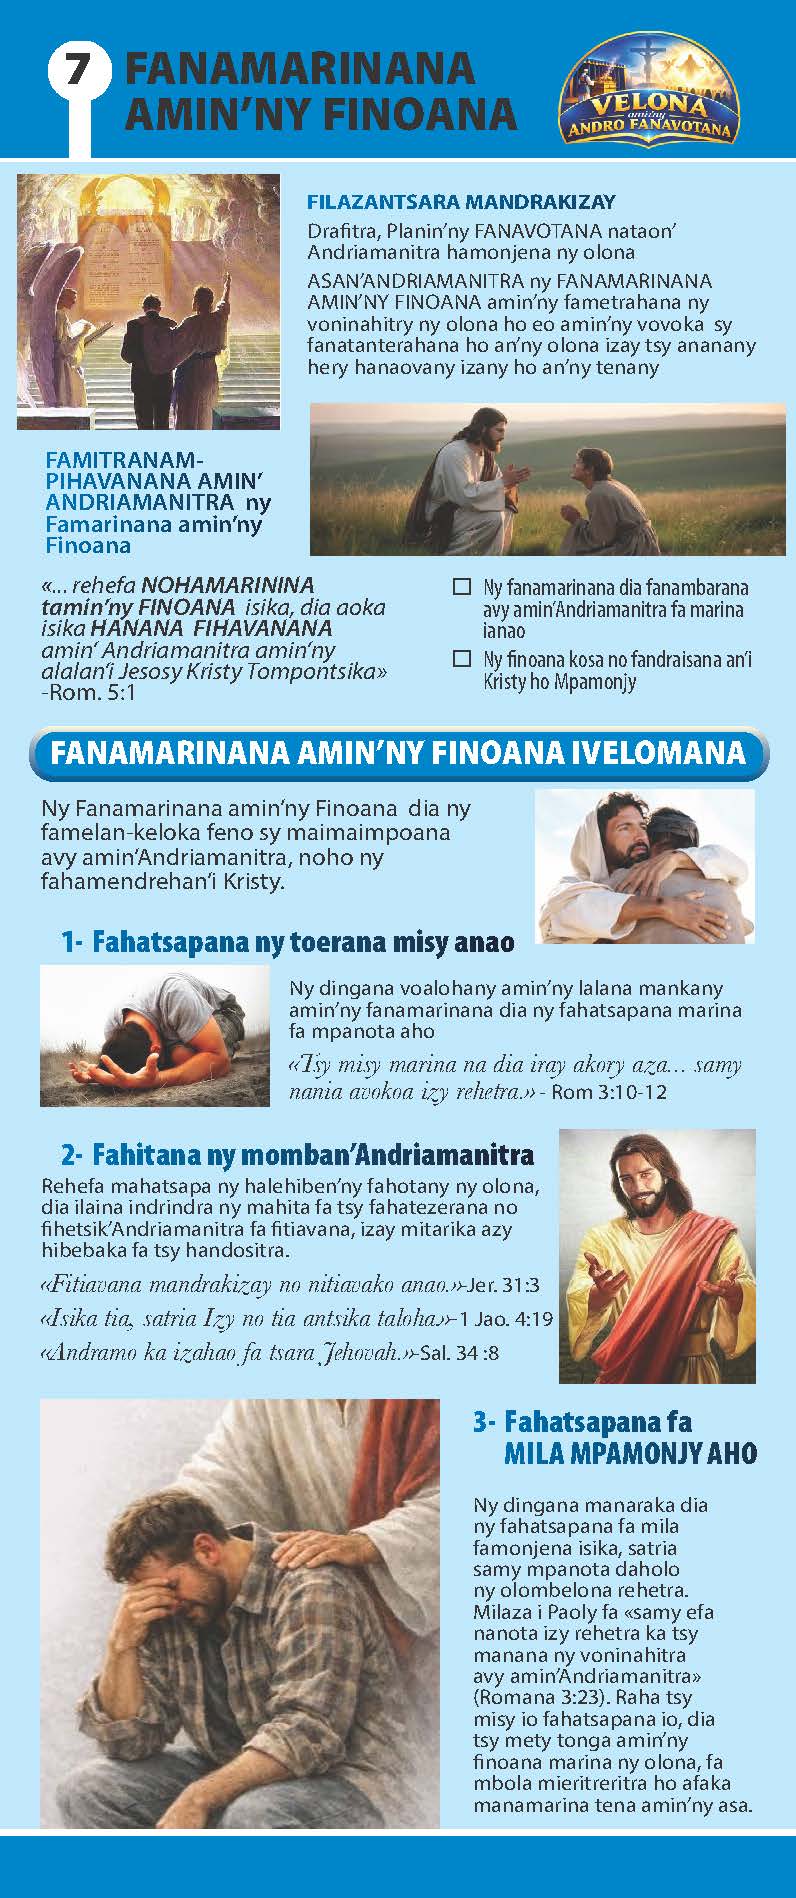 7
FANAMARINANA
AMIN'NY FINOANA
VELONA
amin'ny
ANDRO FANAVOTANA
FILAZANTSARA MANDRAKIZAY
Drafitra, Planin'ny FANAVOTANA nataon'
Andriamanitra hamonjena ny olona
ASAN'ANDRIAMANITRA ny FANAMARINANA
AMIN'NY FINOANA amin'ny fametrahana ny
voninahitry ny olona ho eo amin'ny vovoka sy
fanatanterahana ho an'ny olona izay tsy ananany
hery hanaovany izany ho an'ny tenany
FAMITRANAM-
PIHAVANANA AMIN'
ANDRIAMANITRA ny
Famarinana amin'ny
Finoana
«... rehefa NOHAMARININA
tamin'ny FINOANA isika, dia aoka
isika HANANA FIHAVANANA
amin' Andriamanitra amin'ny
alalan'i Jesosy Kristy Tompontsika»
-Rom. 5:1
☐ Ny fanamarinana dia fanambarana
avy amin'Andriamanitra fa marina
ianao
☐ Ny finoana kosa no fandraisana an'i
Kristy ho Mpamonjy
FANAMARINANA AMIN'NY FINOANA IVELOMANA
Ny Fanamarinana amin'ny Finoana dia ny
famelan-keloka feno sy maimaimpoana
avy amin'Andriamanitra, noho ny
fahamendrehan'i Kristy.
1- Fahatsapana ny toerana misy anao
Ny dingana voalohany amin'ny lalana mankany
amin'ny fanamarinana dia ny fahatsapana marina
fa mpanota aho
«Tsy misy marina na dia iray akory aza... samy
nania avokoa izy rehetra.» - Rom 3:10-12
2- Fahitana ny momban'Andriamanitra
Rehefa mahatsapa ny halehiben'ny fahotany ny olona,
dia ilaina indrindra ny mahita fa tsy fahatezerana no
fihetsik'Andriamanitra fa fitiavana, izay mitarika azy
hibebaka fa tsy handositra.
«Fitiavana mandrakizay no nitiavako anao.»-Jer. 31:3
«Isika tia, satria Izy no tia antsika taloha.»-1 Jao. 4:19
«Andramo ka izahao fa tsara Jehovah.»-Sal. 34 :8
3- Fahatsapana fa
MILA MPAMONJY AHO
Ny dingana manaraka dia
ny fahatsapana fa mila
famonjena isika, satria
samy mpanota daholo
ny olombelona rehetra.
Milaza i Paoly fa «samy efa
nanota izy rehetra ka tsy
manana ny voninahitra
avy amin'Andriamanitra»
(Romana 3:23). Raha tsy
misy io fahatsapana io, dia
tsy mety tonga amin'ny
finoana marina ny olona, fa
mbola mieritreritra ho afaka
manamarina tena amin'ny asa.